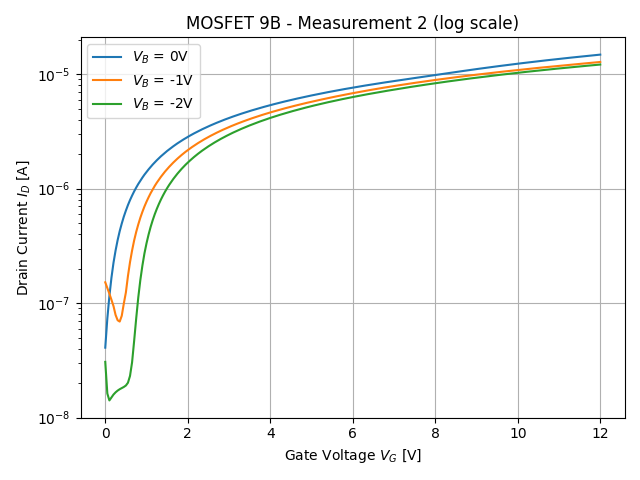 MOSFET 9B - Measurement 2 (log scale)
V_B = 0V
V_B = -1V
V_B = -2V
Drain Current I_D [A]
10⁻⁵
10⁻⁶
10⁻⁷
10⁻⁸
0 2 4 6 8 10 12
Gate Voltage V_G [V]